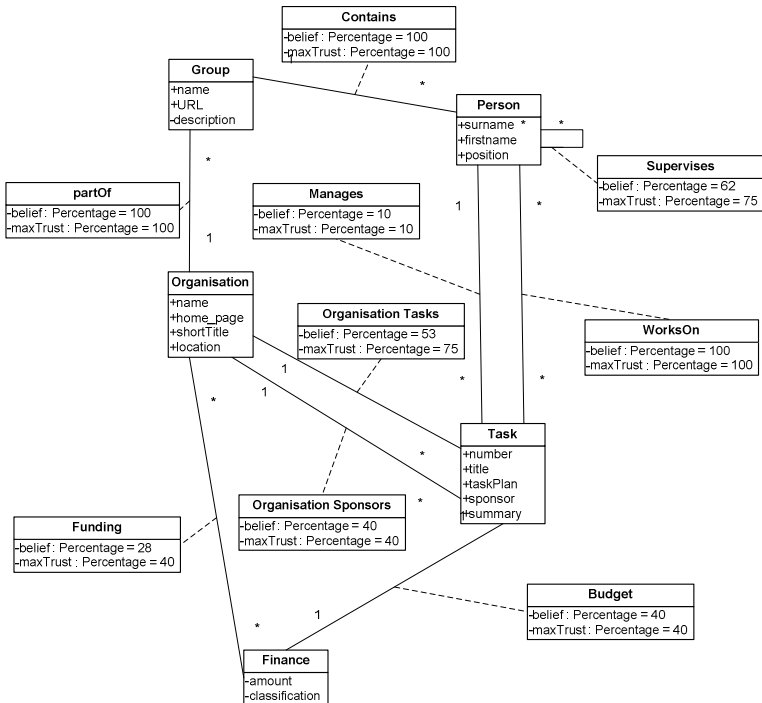 Contains
-belief : Percentage = 100
-maxTrust : Percentage = 100
1
*
Group
+name
+URL
-description
Person
+surname
+firstname
+position
*
*
Supervises
-belief : Percentage = 62
-maxTrust : Percentage = 75
*
partOf
-belief : Percentage = 100
-maxTrust : Percentage = 100
1
Manages
-belief : Percentage = 10
-maxTrust : Percentage = 10
1
*
Organisation
+name
+home_page
+shortTitle
+location
Organisation Tasks
-belief : Percentage = 53
-maxTrust : Percentage = 75
WorksOn
-belief : Percentage = 100
-maxTrust : Percentage = 100
1
1
*
*
*
*
*
Task
+number
+title
+taskPlan
+sponsor
+summary
1
Organisation Sponsors
-belief : Percentage = 40
-maxTrust : Percentage = 40
Funding
-belief : Percentage = 28
-maxTrust : Percentage = 40
Budget
-belief : Percentage = 40
-maxTrust : Percentage = 40
1
*
Finance
-amount
-classification